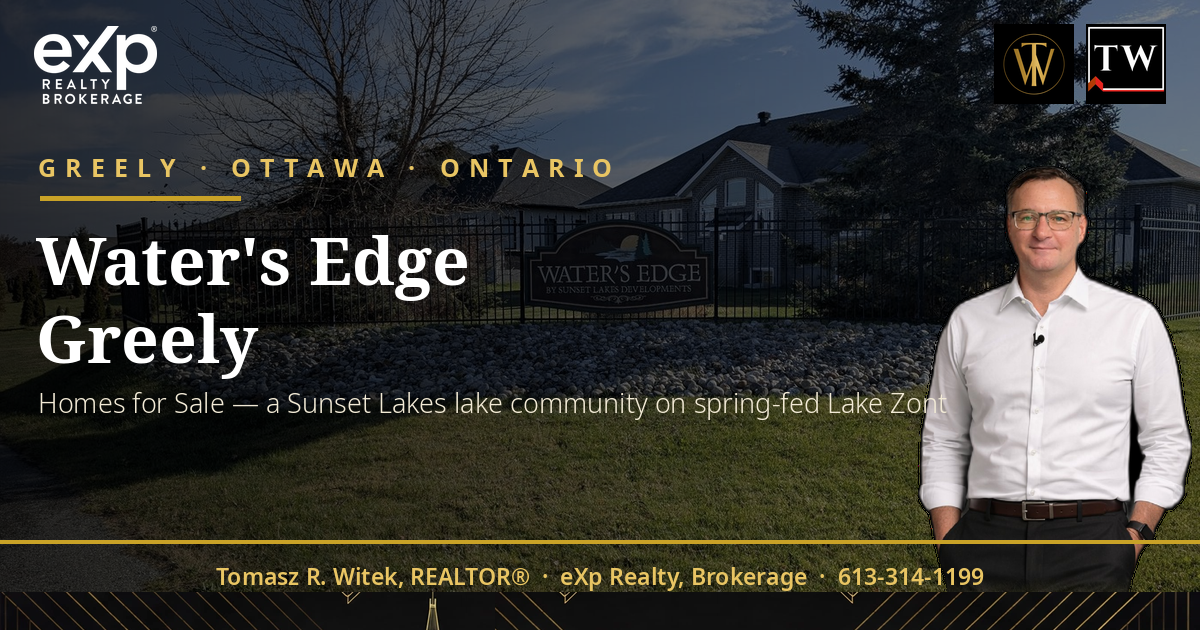 eXp®
REALTY
BROKERAGE
TW
TW
GREELY · OTTAWA · ONTARIO
Water's Edge
Greely
WATER'S EDGE
BY SUNSET LAKES DEVELOPMENTS
Homes for Sale — a Sunset Lakes lake community on spring-fed Lake Zont
Tomasz R. Witek, REALTOR® · eXp Realty, Brokerage · 613-314-1199